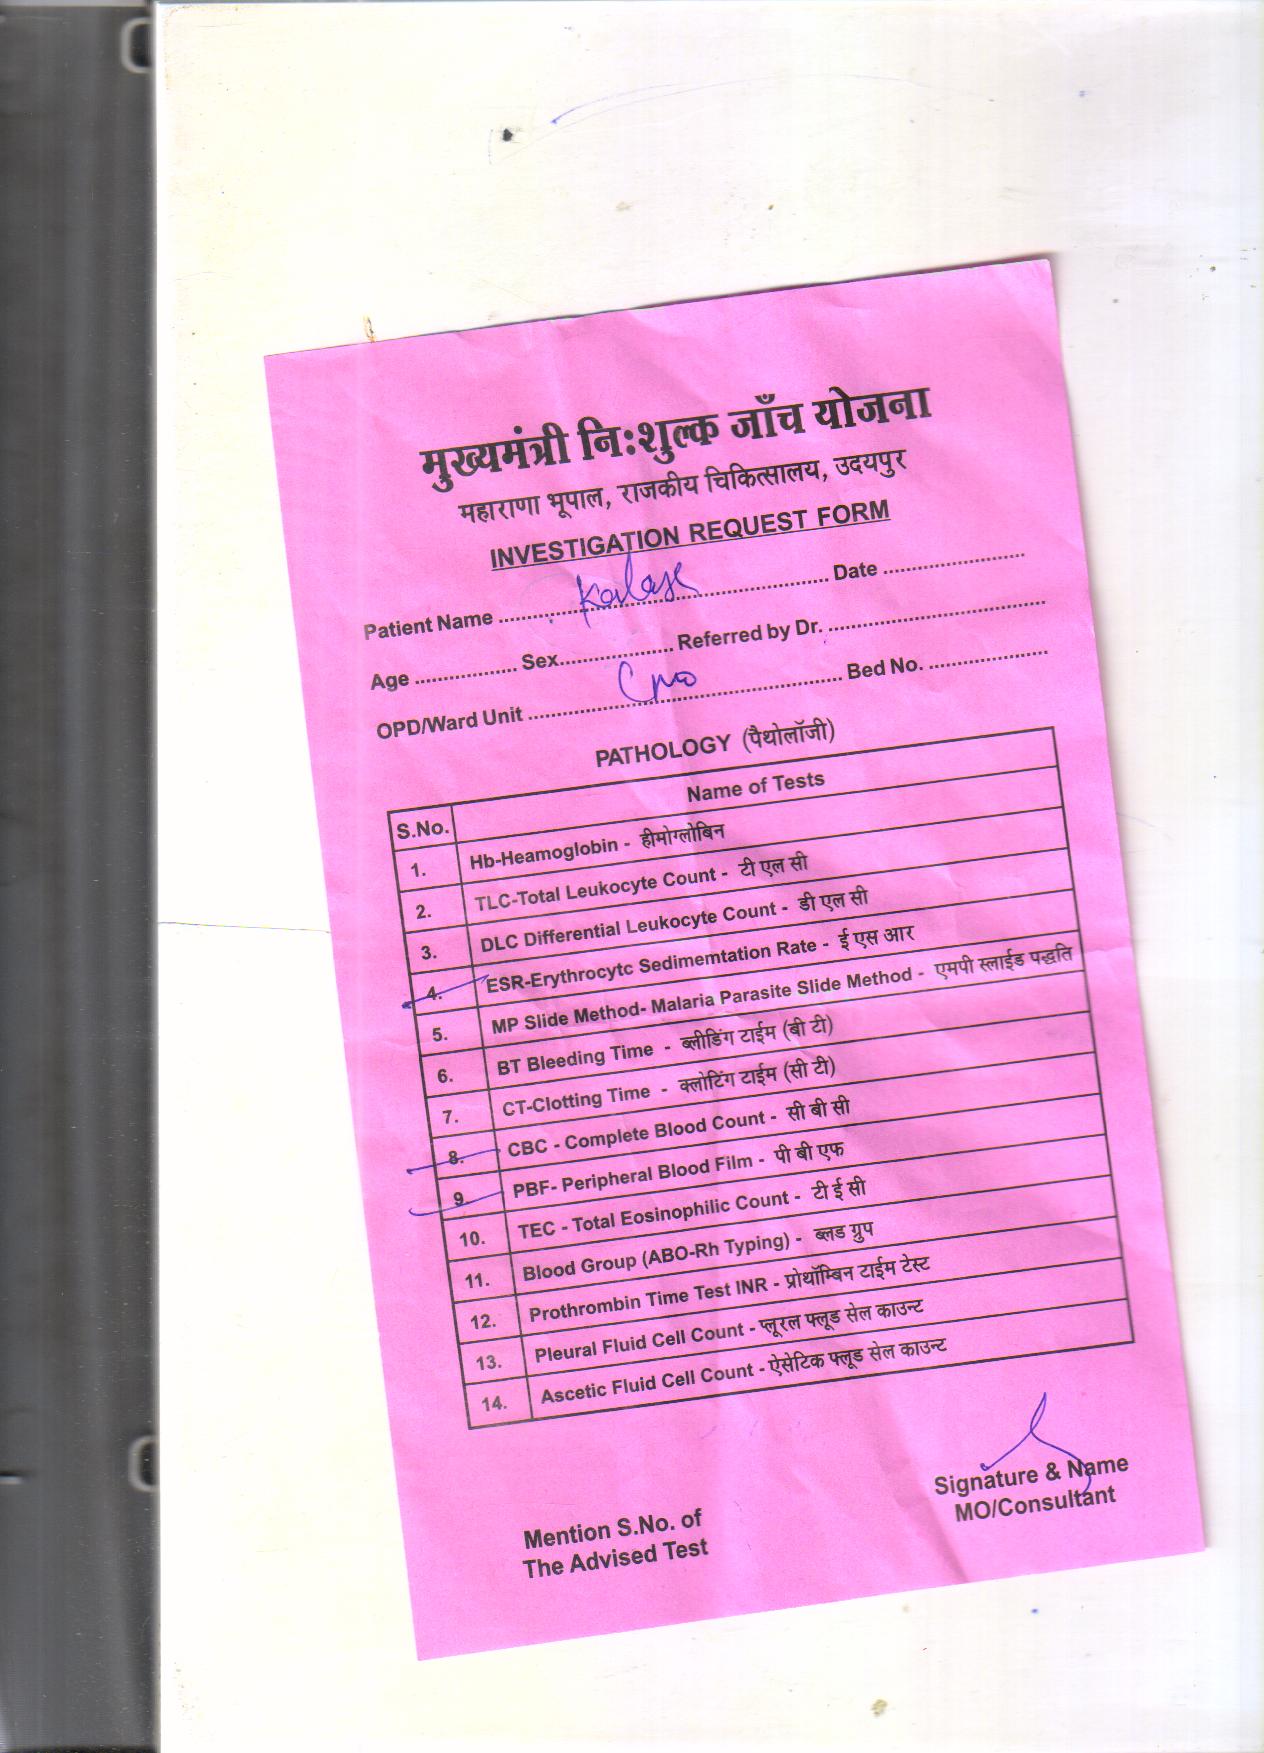 मुख्यमंत्री निःशुल्क जाँच योजना
महाराणा भूपाल, राजकीय चिकित्सालय, उदयपुर
INVESTIGATION REQUEST FORM
Patient Name ........................ Date ........................
Age .................. Sex.................... Referred by Dr. ........................
OPD/Ward Unit ........................ Bed No. .....................
PATHOLOGY (पैथोलॉजी)
S.No. Name of Tests
1. Hb-Heamoglobin - हीमोग्लोबिन
2. TLC-Total Leukocyte Count - टी एल सी
3. DLC Differential Leukocyte Count - डी एल सी
4. ESR-Erythrocytc Sedimemtation Rate - ई एस आर
5. MP Slide Method- Malaria Parasite Slide Method - एमपी स्लाईड पद्धति
6. BT Bleeding Time - ब्लीडिंग टाईम (बी टी)
7. CT-Clotting Time - क्लोटिंग टाईम (सी टी)
8. CBC - Complete Blood Count - सी बी सी
9. PBF- Peripheral Blood Film - पी बी एफ
10. TEC - Total Eosinophilic Count - टी ई सी
11. Blood Group (ABO-Rh Typing) - ब्लड ग्रुप
12. Prothrombin Time Test INR - प्रोथॉम्बिन टाईम टेस्ट
13. Pleural Fluid Cell Count - प्लूरल फ्लूड सेल काउन्ट
14. Ascetic Fluid Cell Count - ऐसेटिक फ्लूड सेल काउन्ट
Mention S.No. of
The Advised Test
Signature & Name
MO/Consultant